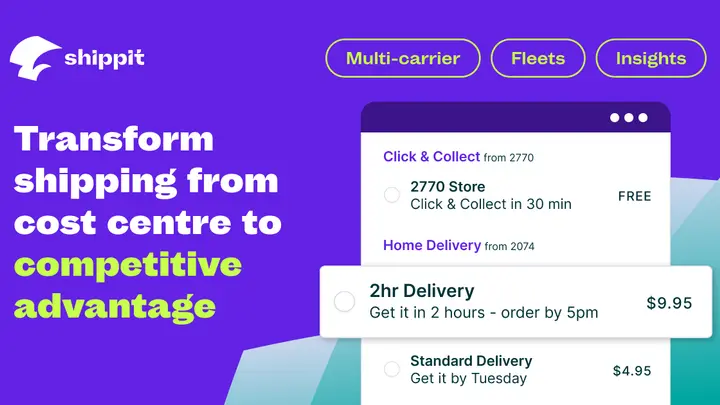 shippit
Multi-carrier
Fleets
Insights
Transform
shipping from
cost centre to
competitive
advantage
Click & Collect from 2770
2770 Store
Click & Collect in 30 min
FREE
Home Delivery from 2074
2hr Delivery
Get it in 2 hours - order by 5pm
$9.95
Standard Delivery
Get it by Tuesday
$4.95